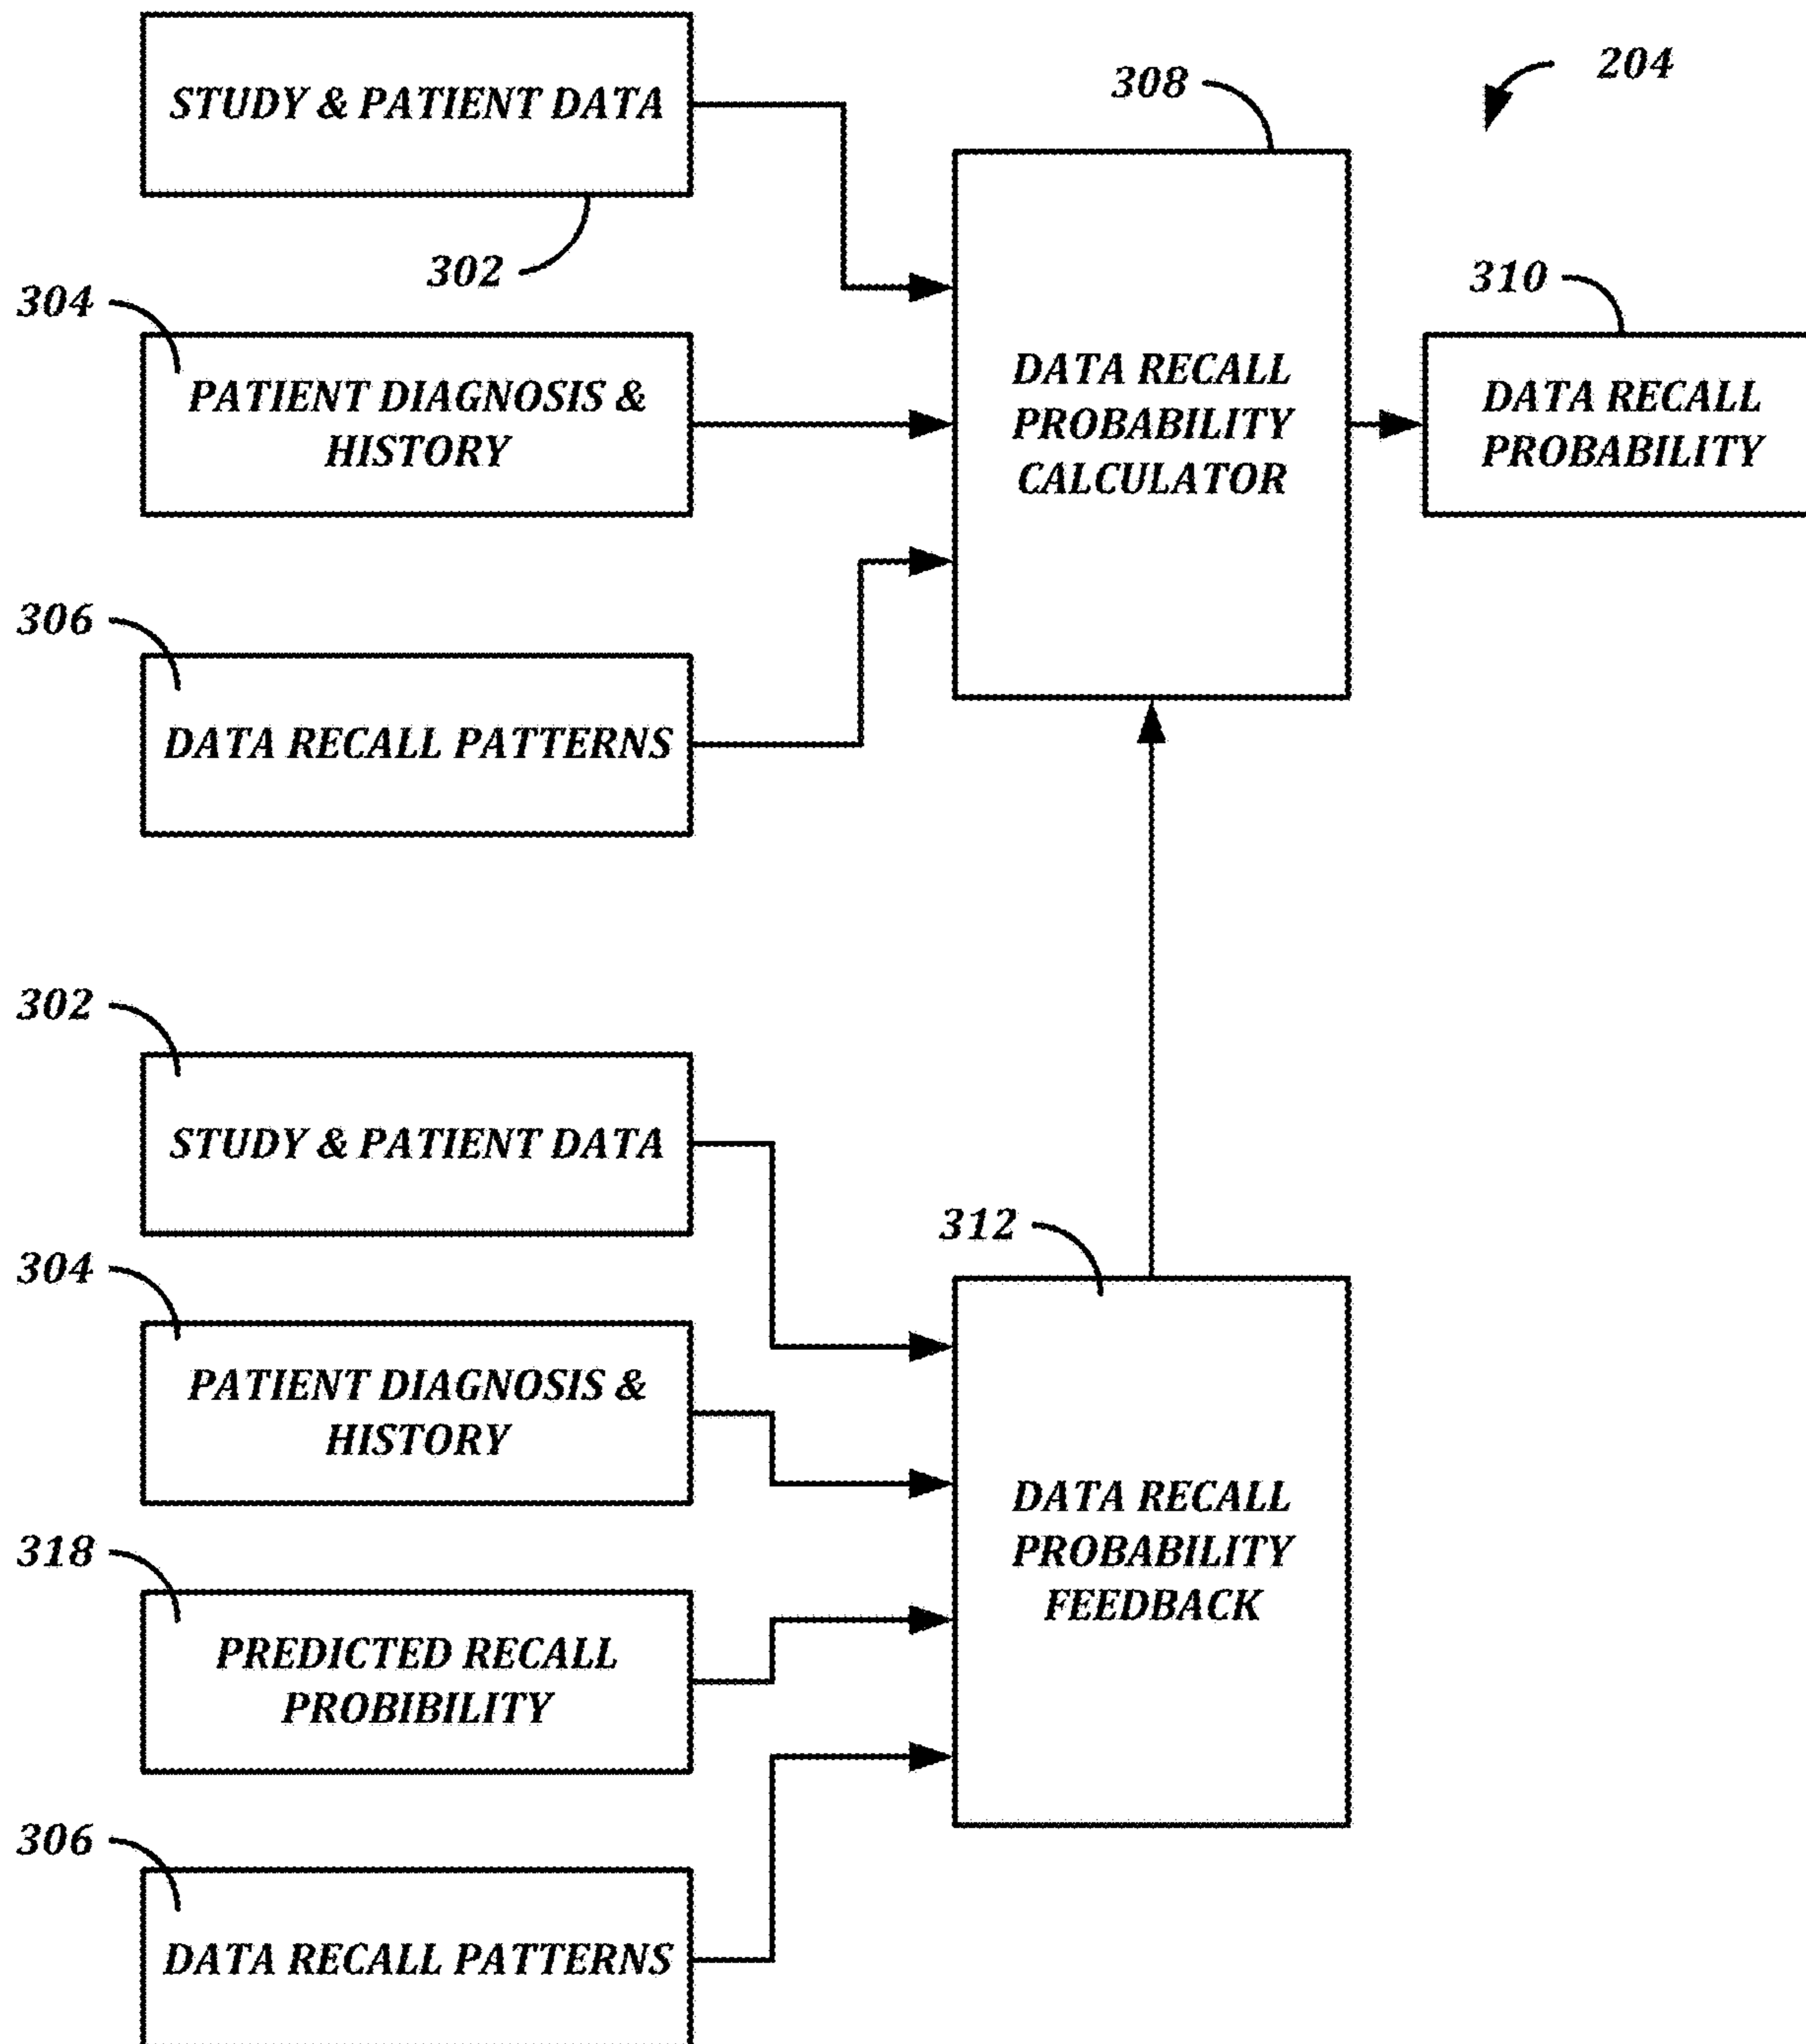 204
308
STUDY & PATIENT DATA
302
310
304
PATIENT DIAGNOSIS &
HISTORY
DATA RECALL
PROBABILITY
CALCULATOR
DATA RECALL
PROBABILITY
306
DATA RECALL PATTERNS
302
STUDY & PATIENT DATA
312
304
PATIENT DIAGNOSIS &
HISTORY
DATA RECALL
PROBABILITY
FEEDBACK
318
PREDICTED RECALL
PROBIBILITY
306
DATA RECALL PATTERNS